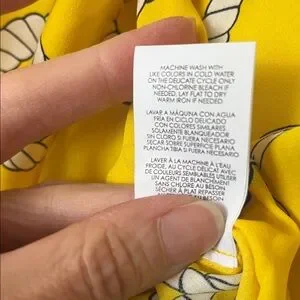 MACHINE WASH WITH
LIKE COLORS IN COLD WATER
ON THE DELICATE CYCLE ONLY
NON-CHLORINE BLEACH IF
NEEDED, LAY FLAT TO DRY
WARM IRON IF NEEDED.
LAVAR A MÁQUINA CON AGUA
FRIA EN CICLO DELICADO
CON COLORES SIMILARES
SOLAMENTE BLANQUEADOR
SIN CLORO SI FUERA NECESARIO
SECAR SOBRE SUPERFICIE PLANA
PLANCHA TIBIA SI FUERA NECESARIO
LAVER À LA MACHINE À L'EAU
FROIDE, AU CYCLE DÉLICAT AVEC
DE COULEURS SEMBLABLES UTILISER
UN AGENT DE BLANCHIMENT
SANS CHLORE AU BESOIN
SÉCHER À PLAT REPASSER
AU BESOIN